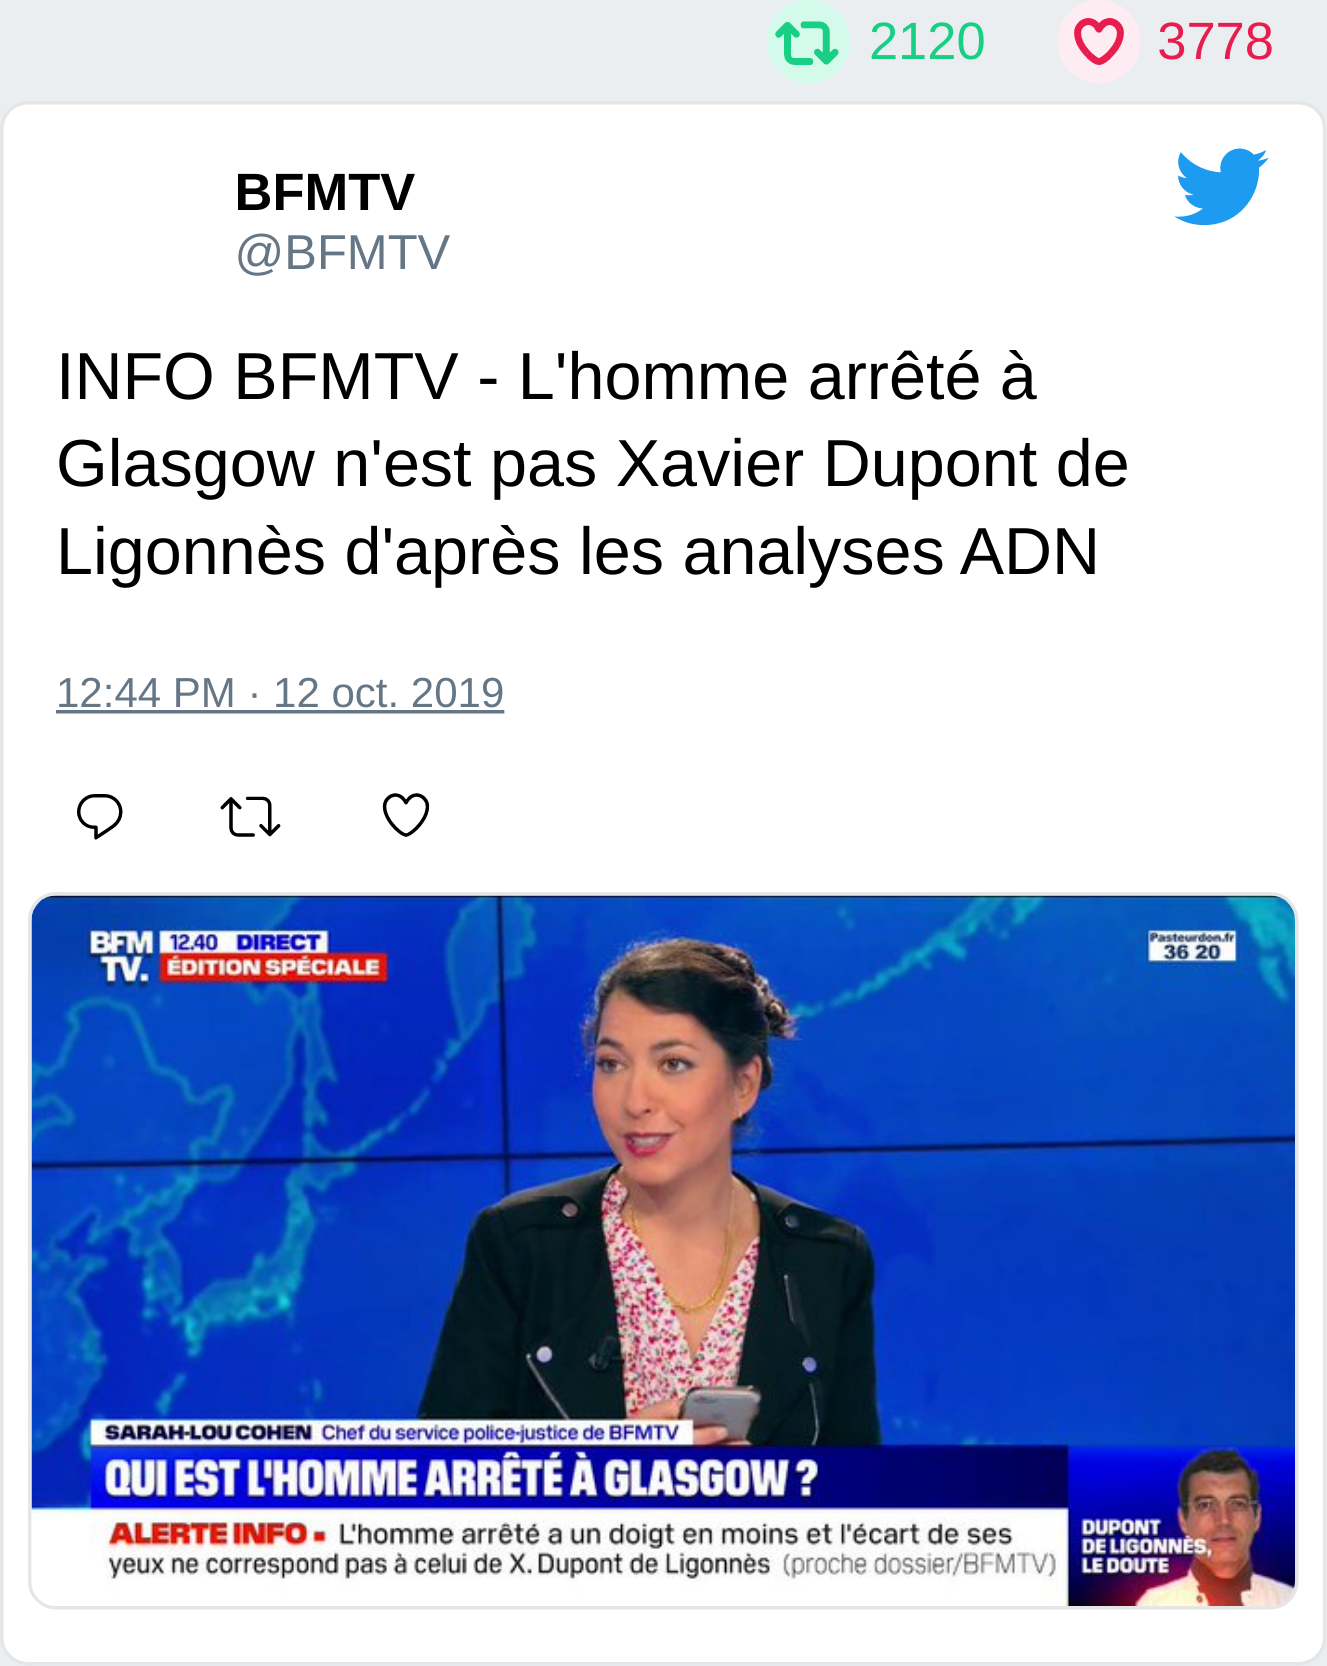 2120 3778
BFMTV
@BFMTV
INFO BFMTV - L'homme arrêté à
Glasgow n'est pas Xavier Dupont de
Ligonnès d'après les analyses ADN
12:44 PM · 12 oct. 2019
BFM
TV.
12.40 DIRECT
ÉDITION SPÉCIALE
Pasteurdon.fr
36 20
SARAH-LOU COHEN Chef du service police-justice de BFMTV
QUI EST L'HOMME ARRÊTÉ À GLASGOW ?
ALERTE INFO ▪ L'homme arrêté a un doigt en moins et l'écart de ses
yeux ne correspond pas à celui de X. Dupont de Ligonnès (proche dossier/BFMTV)
DUPONT
DE LIGONNÈS,
LE DOUTE